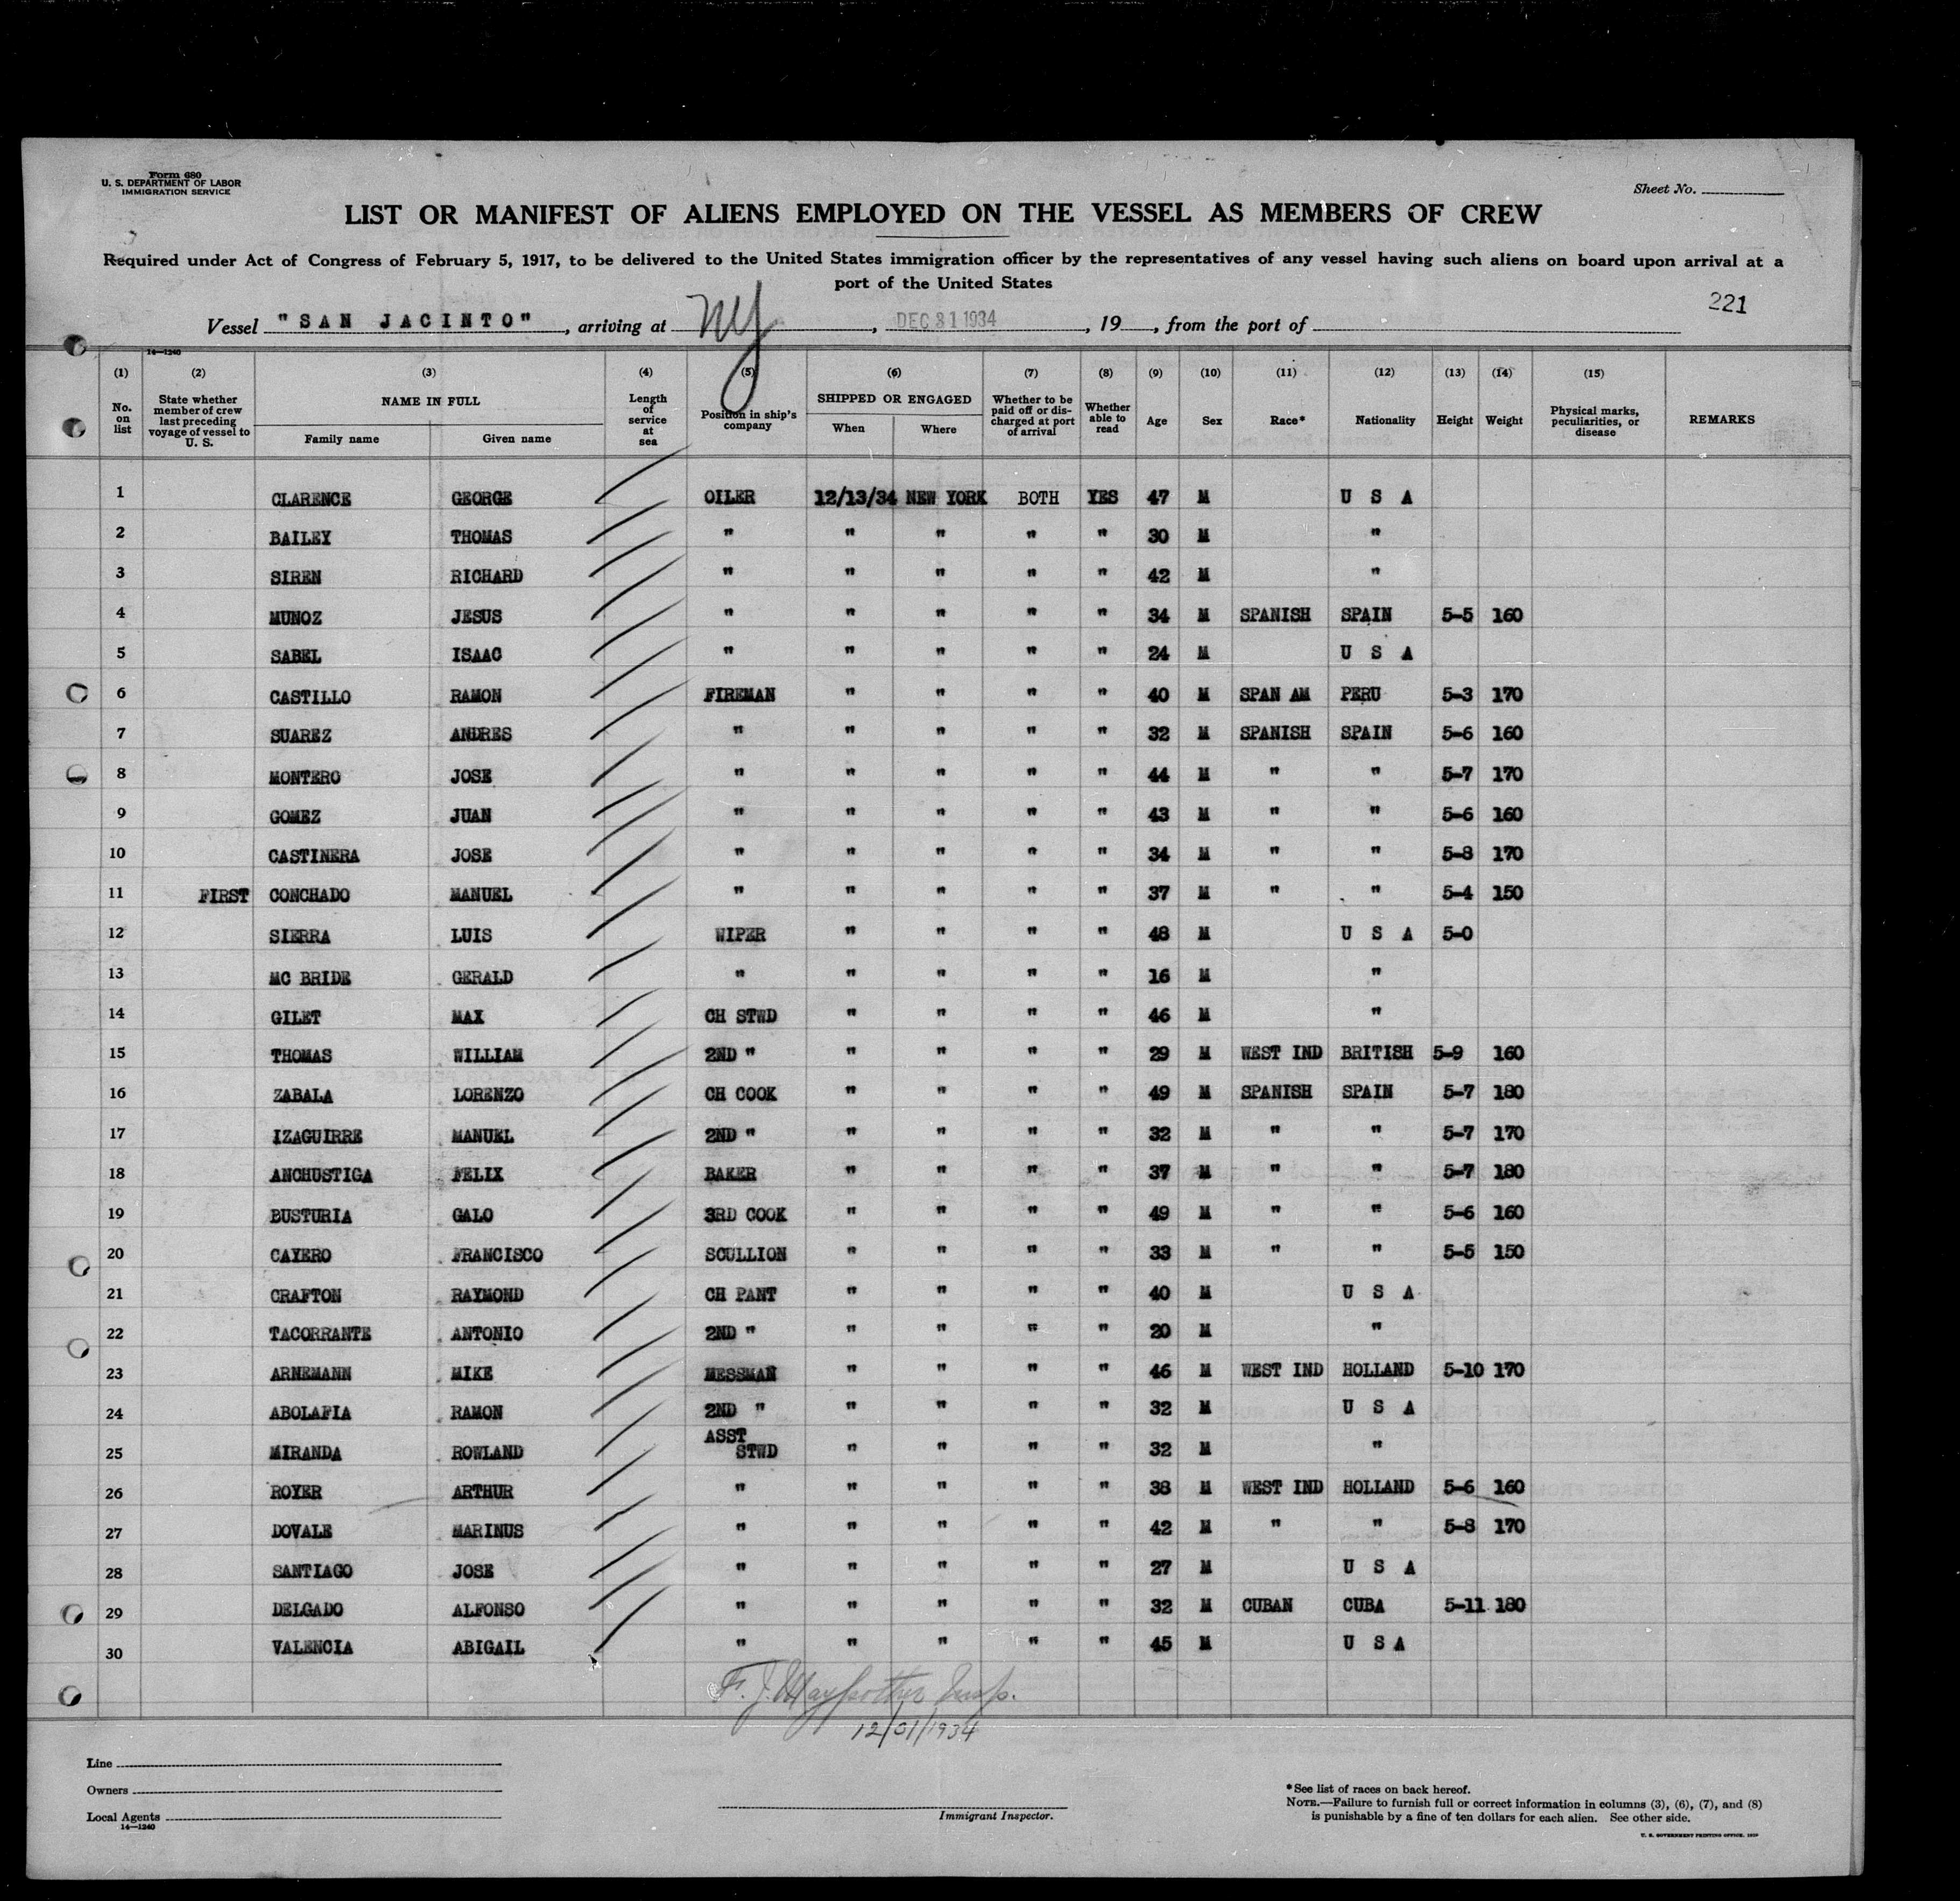 Form 680
U. S. DEPARTMENT OF LABOR
IMMIGRATION SERVICE
Sheet No.
LIST OR MANIFEST OF ALIENS EMPLOYED ON THE VESSEL AS MEMBERS OF CREW
Required under Act of Congress of February 5, 1917, to be delivered to the United States immigration officer by the representatives of any vessel having such aliens on board upon arrival at a
port of the United States
221
Vessel "SAN JACINTO", arriving at NY, DEC 31 1934, 19, from the port of
14—1240
(1) (2) (3) (4) (5) (6) (7) (8) (9) (10) (11) (12) (13) (14) (15)
No. on list
State whether member of crew last preceding voyage of vessel to U. S.
NAME IN FULL
Family name Given name
Length of service at sea
Position in ship's company
SHIPPED OR ENGAGED
When Where
Whether to be paid off or discharged at port of arrival
Whether able to read
Age Sex Race* Nationality Height Weight
Physical marks, peculiarities, or disease
REMARKS
1 CLARENCE GEORGE OILER 12/13/34 NEW YORK BOTH YES 47 M U S A
2 BAILEY THOMAS " " " " " 30 M "
3 SIREN RICHARD " " " " " 42 M "
4 MUNOZ JESUS " " " " " 34 M SPANISH SPAIN 5-5 160
5 SABEL ISAAC " " " " " 24 M U S A
6 CASTILLO RAMON FIREMAN " " " " 40 M SPAN AM PERU 5-3 170
7 SUAREZ ANDRES " " " " " 32 M SPANISH SPAIN 5-6 160
8 MONTERO JOSE " " " " " 44 M " " 5-7 170
9 GOMEZ JUAN " " " " " 43 M " " 5-6 160
10 CASTINERA JOSE " " " " " 34 M " " 5-8 170
11 FIRST CONCHADO MANUEL " " " " " 37 M " " 5-4 150
12 SIERRA LUIS WIPER " " " " 48 M U S A 5-0
13 MC BRIDE GERALD " " " " " 16 M "
14 GILET MAX CH STWD " " " " 46 M "
15 THOMAS WILLIAM 2ND " " " " " 29 M WEST IND BRITISH 5-9 160
16 ZABALA LORENZO CH COOK " " " " 49 M SPANISH SPAIN 5-7 180
17 IZAGUIRRE MANUEL 2ND " " " " " 32 M " " 5-7 170
18 ANCHUSTIGA FELIX BAKER " " " " 37 M " " 5-7 180
19 BUSTURIA GALO 3RD COOK " " " " 49 M " " 5-6 160
20 CAYERO FRANCISCO SCULLION " " " " 33 M " " 5-5 150
21 CRAFTON RAYMOND CH PANT " " " " 40 M U S A
22 TACORRANTE ANTONIO 2ND " " " " " 20 M "
23 ARNEMANN MIKE MESSMAN " " " " 46 M WEST IND HOLLAND 5-10 170
24 ABOLAFIA RAMON 2ND " " " " " 32 M U S A
25 MIRANDA ROWLAND ASST STWD " " " " 32 M "
26 ROYER ARTHUR " " " " " 38 M WEST IND HOLLAND 5-6 160
27 DOVALE MARINUS " " " " " 42 M " " 5-8 170
28 SANTIAGO JOSE " " " " " 27 M U S A
29 DELGADO ALFONSO " " " " " 32 M CUBAN CUBA 5-11 180
30 VALENCIA ABIGAIL " " " " " 45 M U S A
F. J. Insp.
12/31/1934
Line
Owners
Local Agents
14—1240
Immigrant Inspector.
*See list of races on back hereof.
NOTE.—Failure to furnish full or correct information in columns (3), (6), (7), and (8)
is punishable by a fine of ten dollars for each alien. See other side.
U. S. GOVERNMENT PRINTING OFFICE